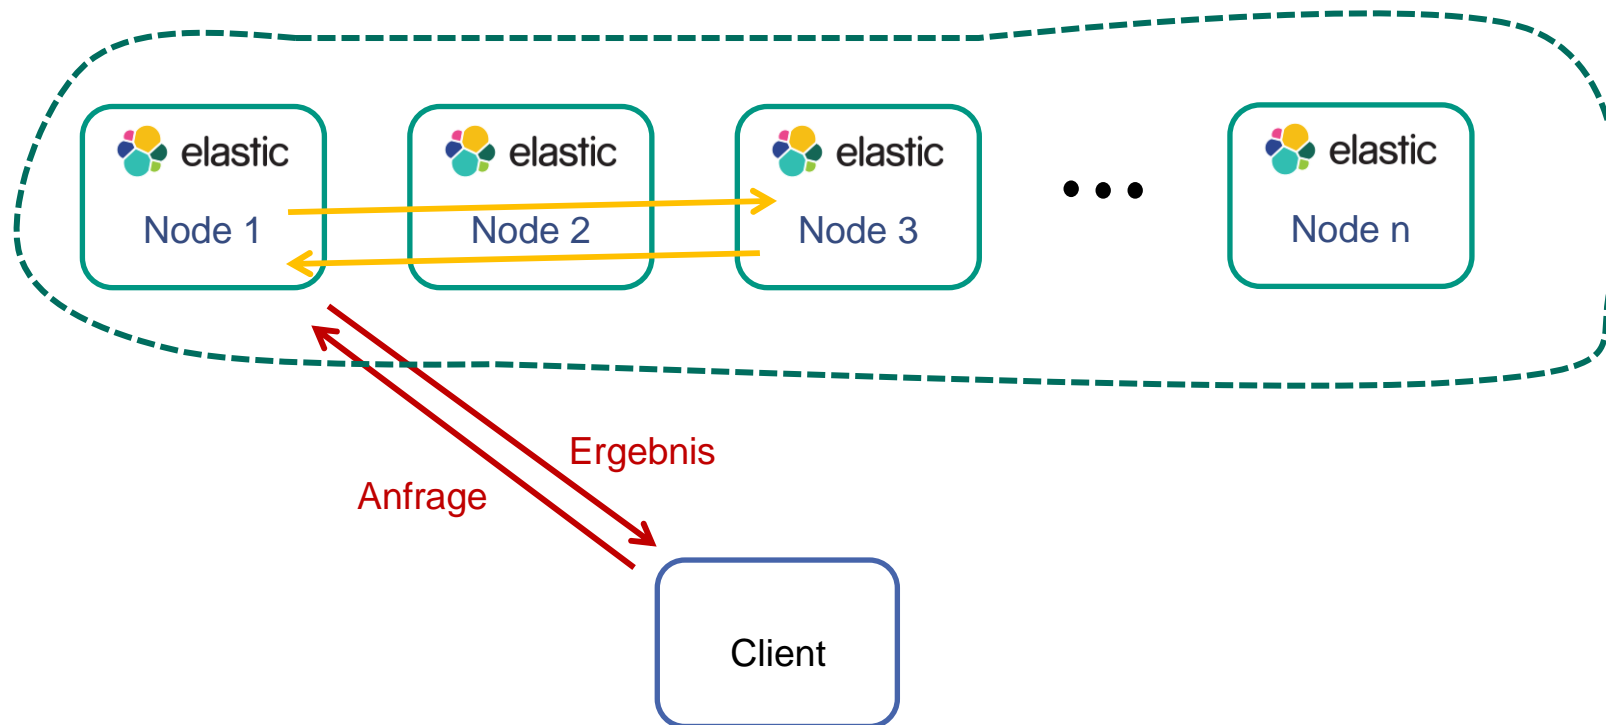 elastic
Node 1
elastic
Node 2
elastic
Node 3
elastic
Node n
Ergebnis
Anfrage
Client